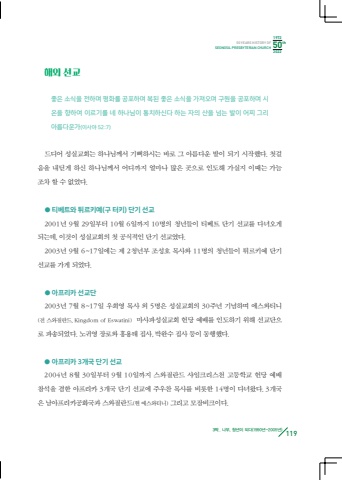 1972
50 YEARS HISTORY OF
SEONGSIL PRESBYTERIAN CHURCH
50th
2022
해외 선교
좋은 소식을 전하며 평화를 공포하며 복된 좋은 소식을 가져오며 구원을 공포하며 시
온을 향하여 이르기를 네 하나님이 통치하신다 하는 자의 산을 넘는 발이 어찌 그리
아름다운가(이사야 52:7)
드디어 성실교회는 하나님께서 기뻐하시는 바로 그 아름다운 발이 되기 시작했다. 첫걸
음을 내딛게 하신 하나님께서 어디까지 얼마나 많은 곳으로 인도해 가실지 이때는 가늠
조차 할 수 없었다.
● 티베트와 튀르키예(구 터키) 단기 선교
2001년 9월 29일부터 10월 6일까지 10명의 청년들이 티베트 단기 선교를 다녀오게
되는데, 이것이 성실교회의 첫 공식적인 단기 선교였다.
2003년 9월 6~17일에는 제 2청년부 조성호 목사와 11명의 청년들이 튀르키예 단기
선교를 가게 되었다.
● 아프리카 선교단
2003년 7월 8~17일 우희영 목사 외 5명은 성실교회의 30주년 기념하며 에스와티니
(전 스와질란드, Kingdom of Eswatini) 마사파성실교회 헌당 예배를 인도하기 위해 선교단으
로 파송되었다. 노귀영 장로와 홍용태 집사, 박완수 집사 등이 동행했다.
● 아프리카 3개국 단기 선교
2004년 8월 30일부터 9월 10일까지 스와질란드 사임크리스천 고등학교 헌당 예배
참석을 겸한 아프리카 3개국 단기 선교에 주우찬 목사를 비롯한 14명이 다녀왔다. 3개국
은 남아프리카공화국과 스와질란드(현 에스와티니) 그리고 모잠비크이다.
119